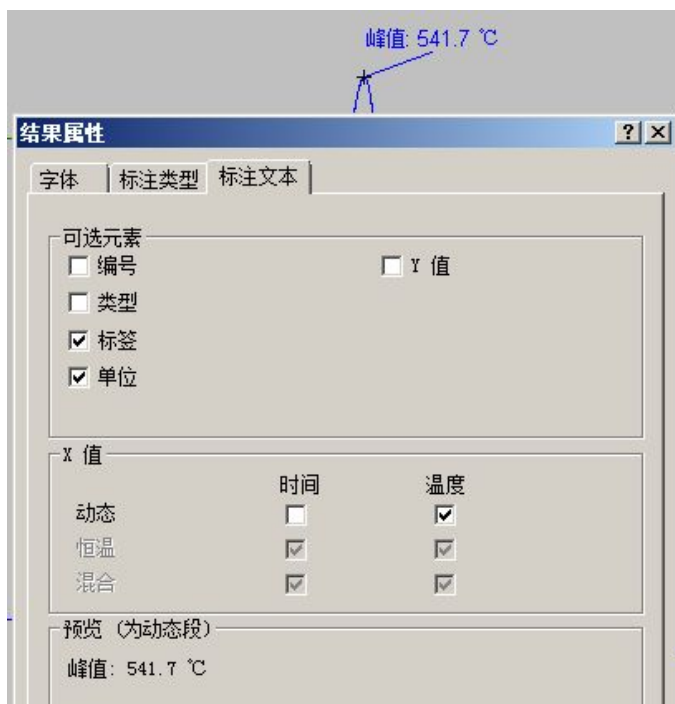 峰值: 541.7 ℃
结果属性
字体 标注类型 标注文本
可选元素
编号 Y 值
类型
标签
单位
X 值
时间 温度
动态
恒温
混合
预览 (为动态段)
峰值: 541.7 ℃